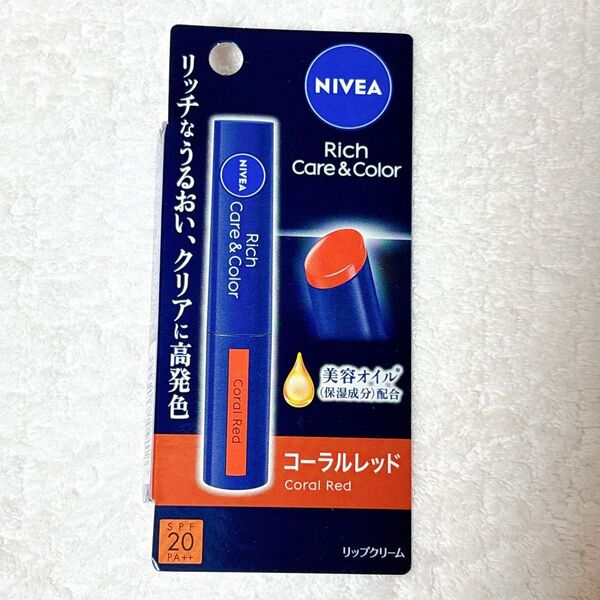 NIVEA
Rich
Care & Color
リッチなうるおい、クリアに高発色
NIVEA
Rich
Care & Color
Coral Red
美容オイル*
(保湿成分)配合
コーラルレッド
Coral Red
SPF
20
PA++
リップクリーム